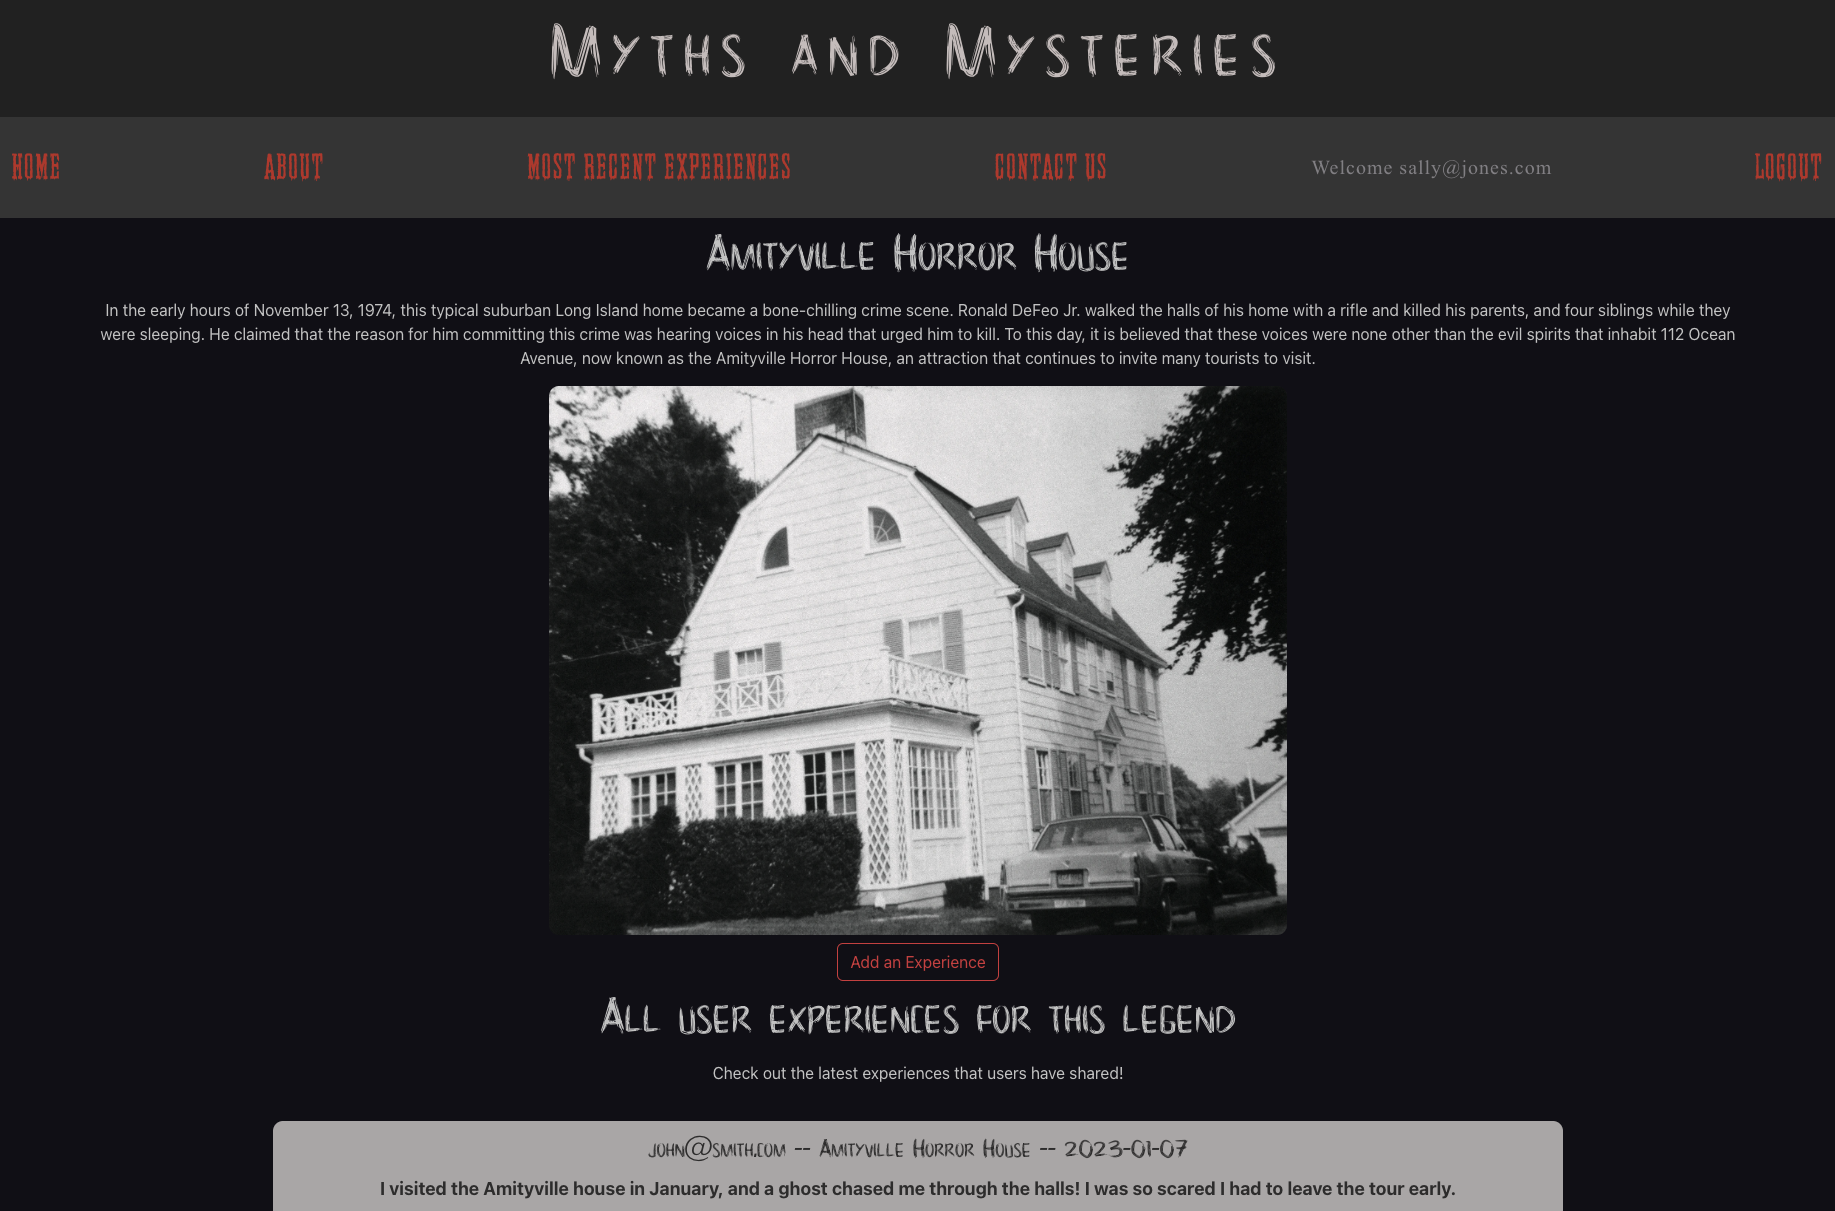 Myths and Mysteries
HOME
ABOUT
MOST RECENT EXPERIENCES
CONTACT US
Welcome sally@jones.com
LOGOUT
Amityville Horror House
In the early hours of November 13, 1974, this typical suburban Long Island home became a bone-chilling crime scene. Ronald DeFeo Jr. walked the halls of his home with a rifle and killed his parents, and four siblings while they
were sleeping. He claimed that the reason for him committing this crime was hearing voices in his head that urged him to kill. To this day, it is believed that these voices were none other than the evil spirits that inhabit 112 Ocean
Avenue, now known as the Amityville Horror House, an attraction that continues to invite many tourists to visit.
Add an Experience
All user experiences for this legend
Check out the latest experiences that users have shared!
john@smith.com -- Amityville Horror House -- 2023-01-07
I visited the Amityville house in January, and a ghost chased me through the halls! I was so scared I had to leave the tour early.